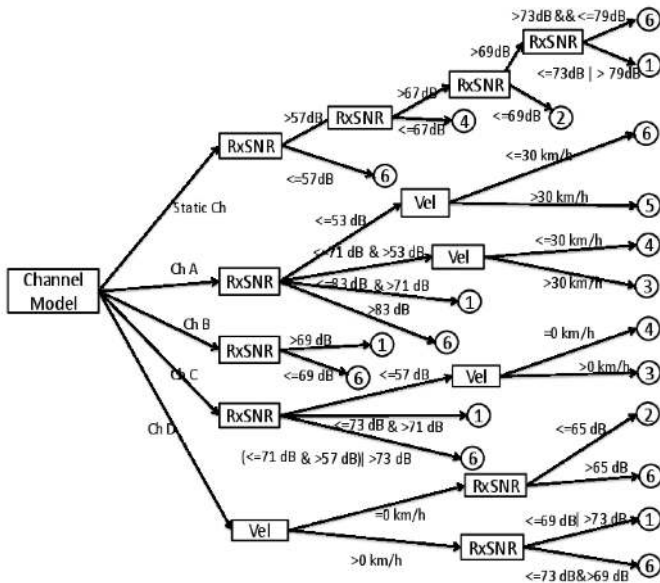 >73dB && <=79dB
6
RxSNR
>69dB
1
<=73dB | > 79dB
RxSNR
>67dB
RxSNR
>57dB
<=69dB
2
<=67dB
4
RxSNR
<=57dB
6
Static Ch
<=30 km/h
6
Vel
>30 km/h
5
<=53 dB
<=71 dB & >53 dB
Vel
<=30 km/h
4
>30 km/h
3
Ch A
RxSNR
<=83 dB & >71 dB
1
>83 dB
6
Channel
Model
Ch B
RxSNR
>69 dB
1
<=69 dB
6
Ch C
RxSNR
<=57 dB
Vel
=0 km/h
4
>0 km/h
3
<=73 dB & >71 dB
1
(<=71 dB & >57 dB)| >73 dB
6
Ch D
Vel
=0 km/h
RxSNR
<=65 dB
2
>65 dB
6
>0 km/h
RxSNR
<=69 dB| >73 dB
1
<=73 dB&>69 dB
6